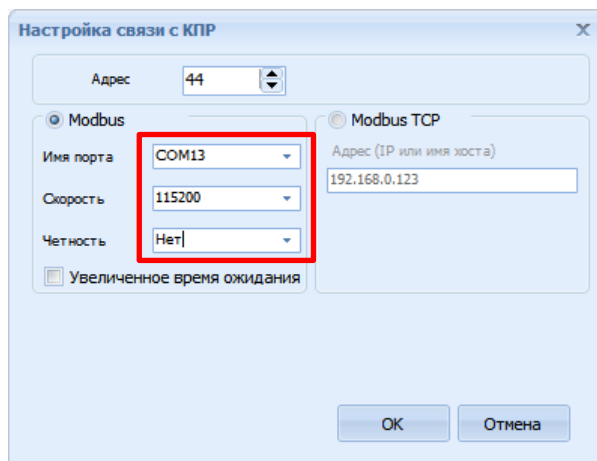 Настройка связи с КПР
Адрес 44
Modbus
Имя порта COM13
Скорость 115200
Четность Нет
Увеличенное время ожидания
Modbus TCP
Адрес (IP или имя хоста)
192.168.0.123
OK Отмена